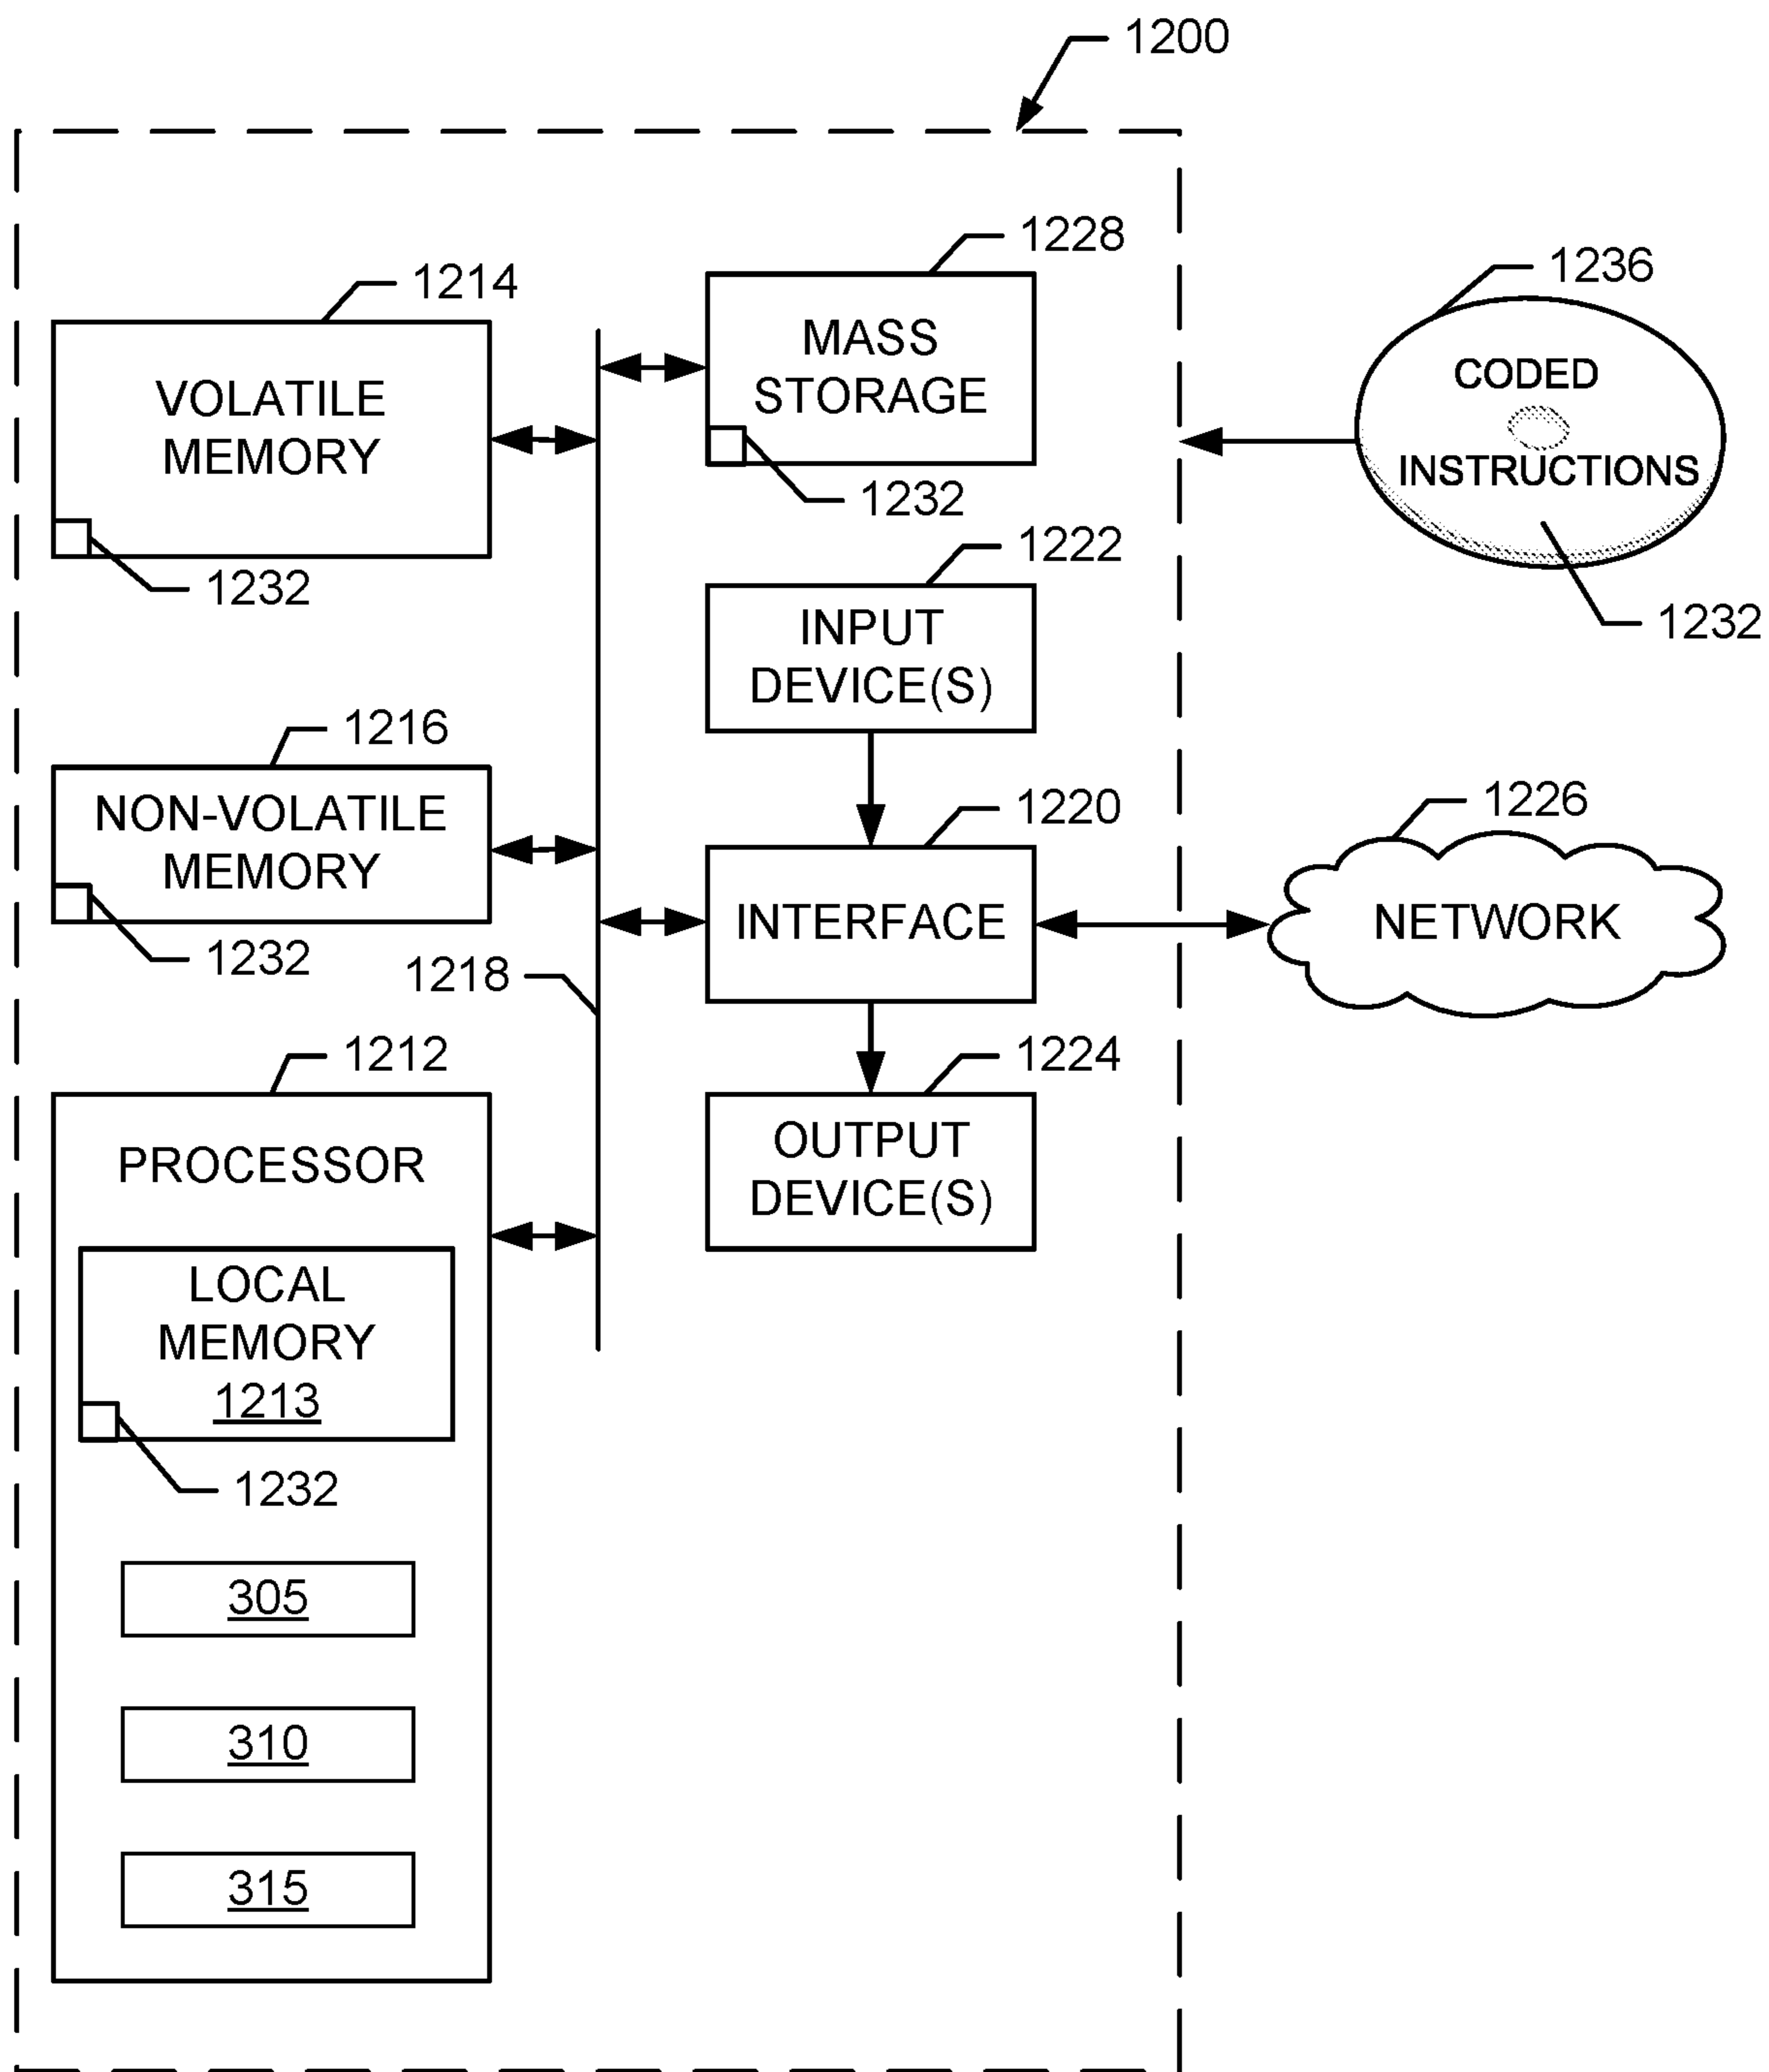 1200
1228
1214
MASS
STORAGE
1232
VOLATILE
MEMORY
1232
1236
CODED
INSTRUCTIONS
1232
1222
INPUT
DEVICE(S)
1216
NON-VOLATILE
MEMORY
1232
1218
1220
INTERFACE
1226
NETWORK
1212
PROCESSOR
LOCAL
MEMORY
1213
1232
305
310
315
1224
OUTPUT
DEVICE(S)